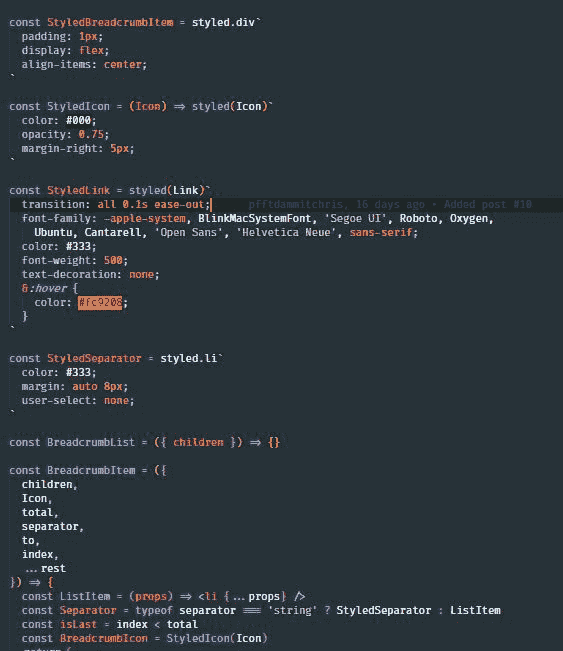 const StyledBreadcrumbItem = styled.div`
  padding: 1px;
  display: flex;
  align-items: center;
`
const StyledIcon = (Icon) => styled(Icon)`
  color: #000;
  opacity: 0.75;
  margin-right: 5px;
`
const StyledLink = styled(Link)`
  transition: all 0.1s ease-out; pfftdammitchris, 16 days ago • Added post #10
  font-family: -apple-system, BlinkMacSystemFont, 'Segoe UI', Roboto, Oxygen,
    Ubuntu, Cantarell, 'Open Sans', 'Helvetica Neue', sans-serif;
  color: #333;
  font-weight: 500;
  text-decoration: none;
  &:hover {
    color: #fc9208;
  }
`
const StyledSeparator = styled.li`
  color: #333;
  margin: auto 8px;
  user-select: none;
`
const BreadcrumbList = ({ children }) => {}
const BreadcrumbItem = ({
  children,
  Icon,
  total,
  separator,
  to,
  index,
  ...rest
}) => {
  const ListItem = (props) => <li {...props} />
  const Separator = typeof separator === 'string' ? StyledSeparator : ListItem
  const isLast = index < total
  const BreadcrumbIcon = StyledIcon(Icon)
  return (